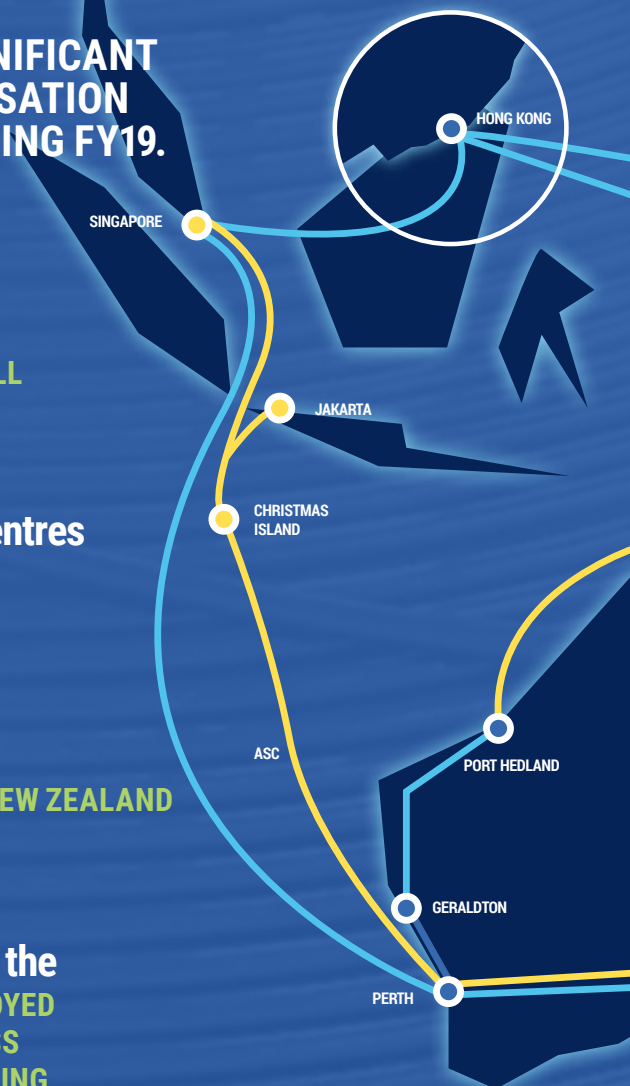 NIFICANT
SATION
ING FY19.
HONG KONG
SINGAPORE
LL
JAKARTA
entres
CHRISTMAS
ISLAND
ASC
PORT HEDLAND
EW ZEALAND
GERALDTON
the
PERTH
OYED
CS
ING